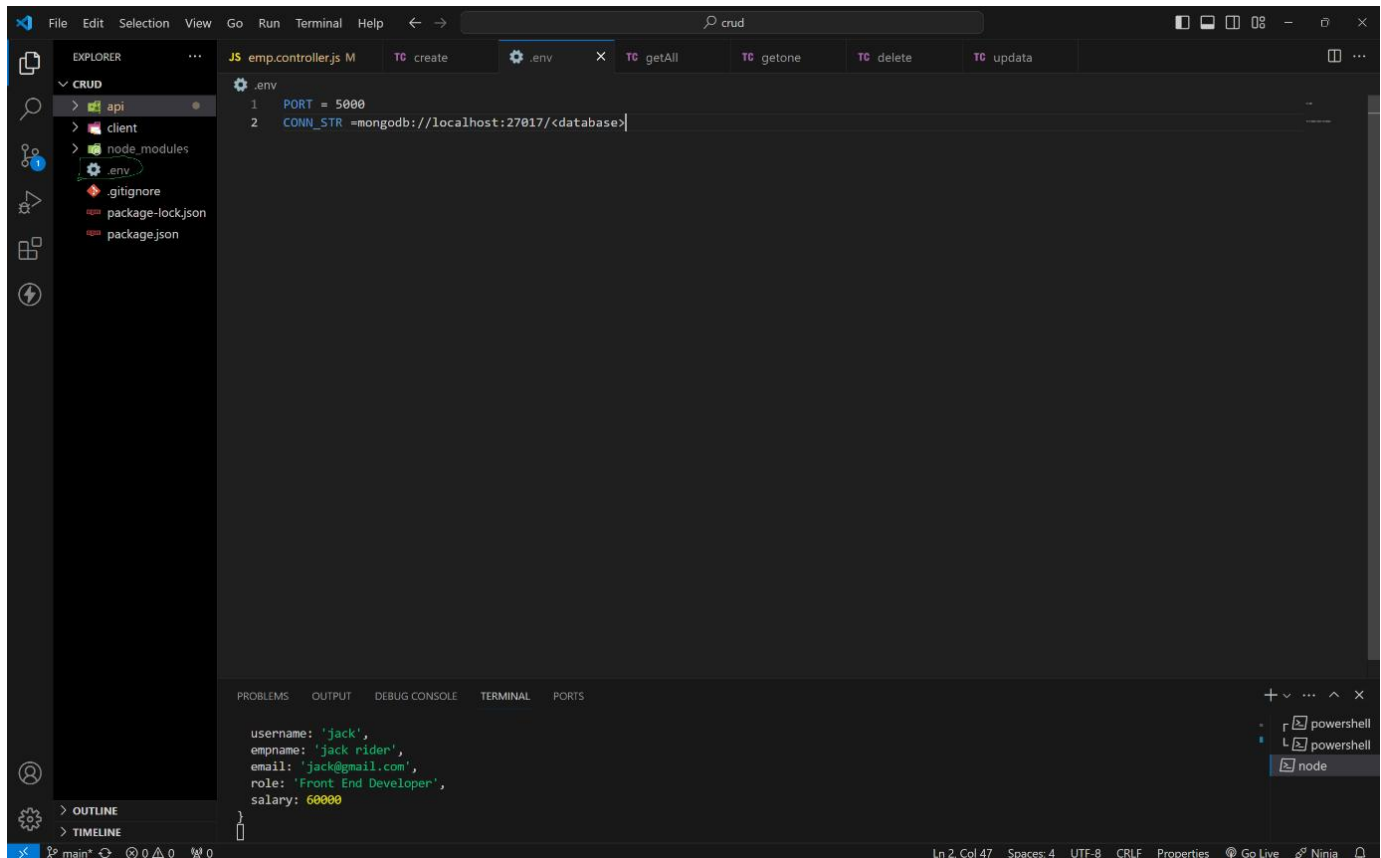 File Edit Selection View Go Run Terminal Help
crud
EXPLORER
CRUD
api
client
node_modules
.env
.gitignore
package-lock.json
package.json
OUTLINE
TIMELINE
JS emp.controller.js M
TC create
.env
TC getAll
TC getone
TC delete
TC updata
.env
1 PORT = 5000
2 CONN_STR =mongodb://localhost:27017/<database>
PROBLEMS OUTPUT DEBUG CONSOLE TERMINAL PORTS
username: 'jack',
empname: 'jack rider',
email: 'jack@gmail.com',
role: 'Front End Developer',
salary: 60000
}
powershell
powershell
node
1
main* 0 0 0
Ln 2, Col 47 Spaces: 4 UTF-8 CRLF Properties Go Live Ninja